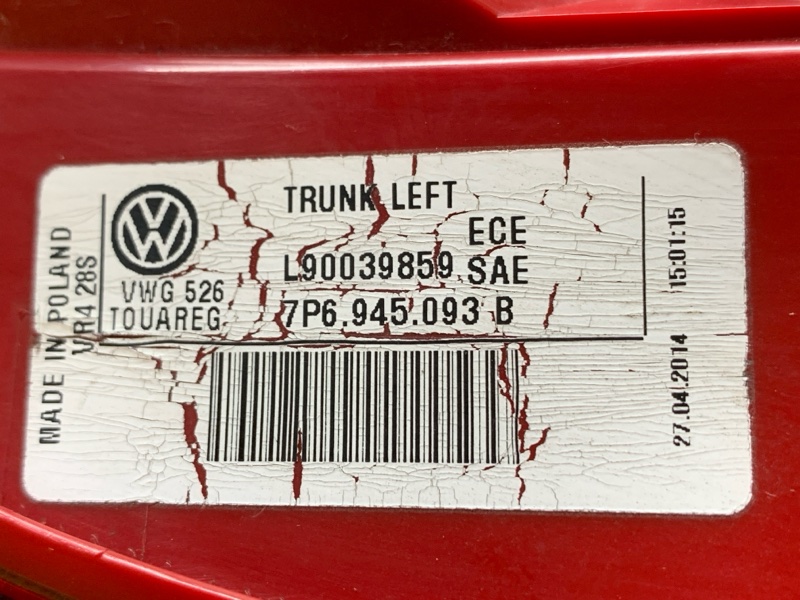 MADE IN POLAND
VR4 28S
VWG 526
TOUAREG
TRUNK LEFT
ECE
L90039859 SAE
7P6.945.093 B
27.04.2014 15:01:15